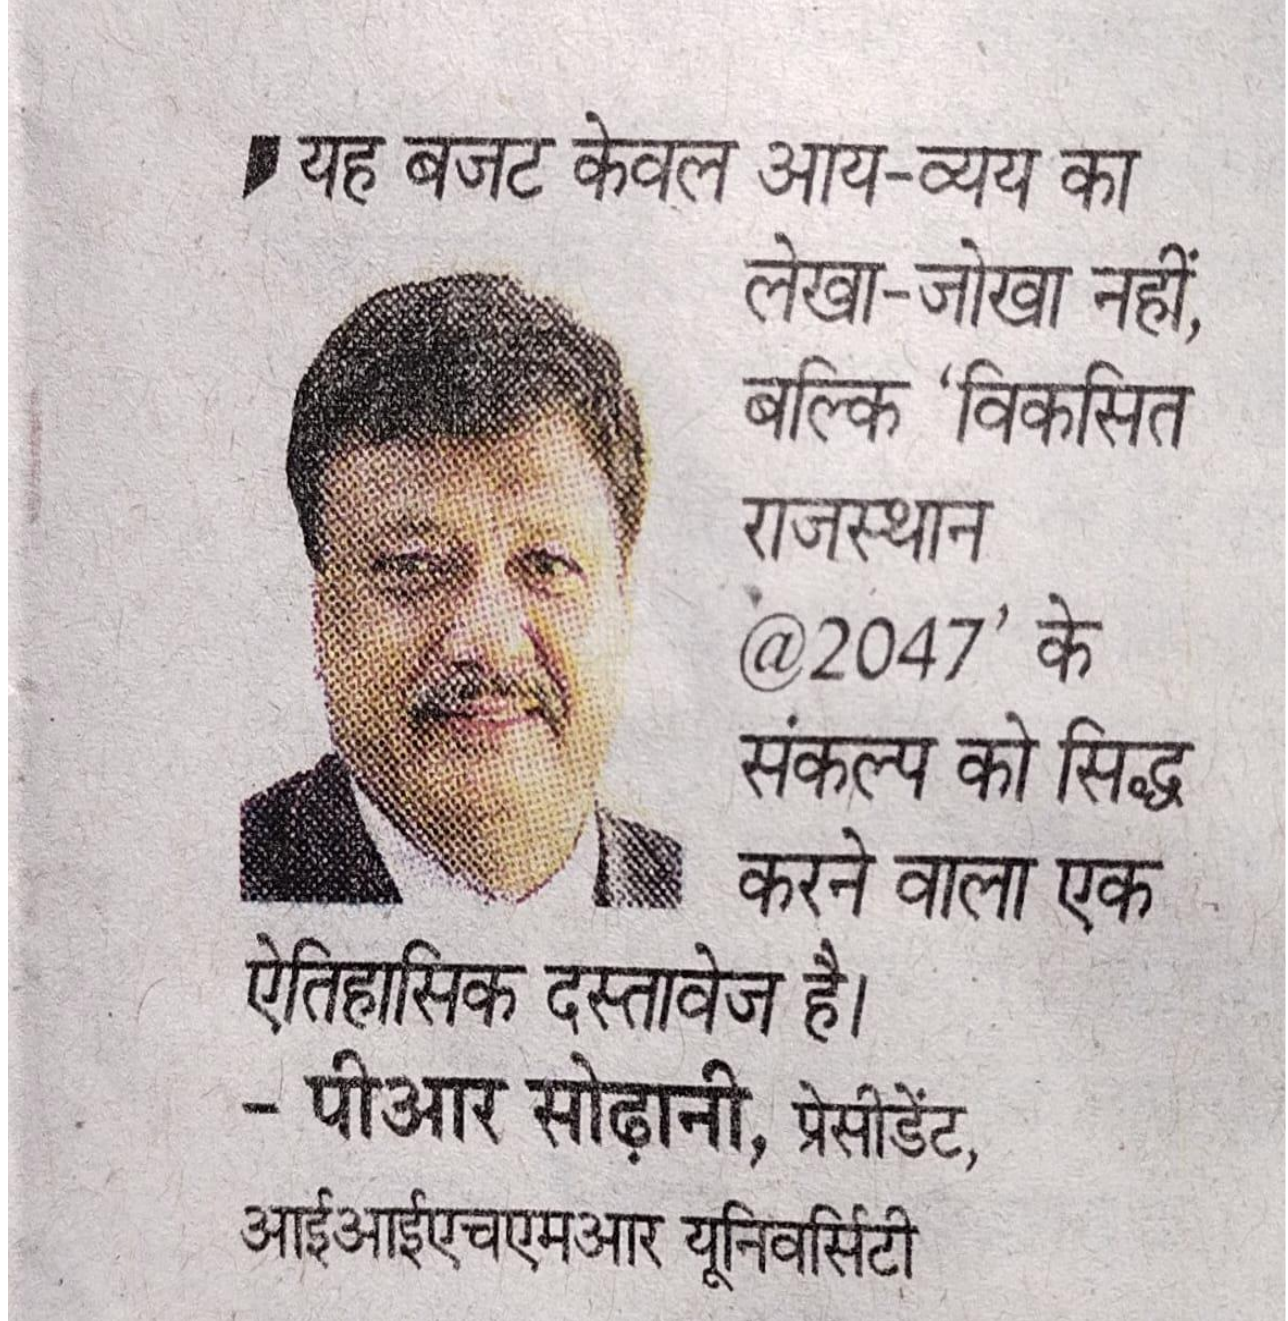 यह बजट केवल आय-व्यय का
लेखा-जोखा नहीं,
बल्कि ‘विकसित
राजस्थान
@2047’ के
संकल्प को सिद्ध
करने वाला एक
ऐतिहासिक दस्तावेज है।
- पीआर सोढ़ानी, प्रेसीडेंट,
आईआईएचएमआर यूनिवर्सिटी